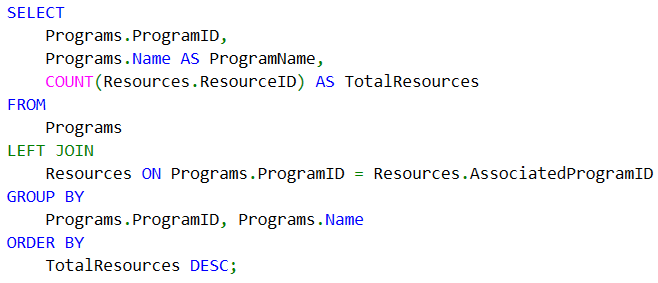 SELECT
    Programs.ProgramID,
    Programs.Name AS ProgramName,
    COUNT(Resources.ResourceID) AS TotalResources
FROM
    Programs
LEFT JOIN
    Resources ON Programs.ProgramID = Resources.AssociatedProgramID
GROUP BY
    Programs.ProgramID, Programs.Name
ORDER BY
    TotalResources DESC;